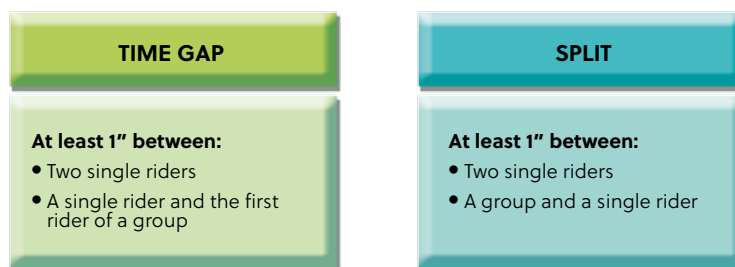 TIME GAP
At least 1″ between:
• Two single riders
• A single rider and the first
rider of a group
SPLIT
At least 1″ between:
• Two single riders
• A group and a single rider